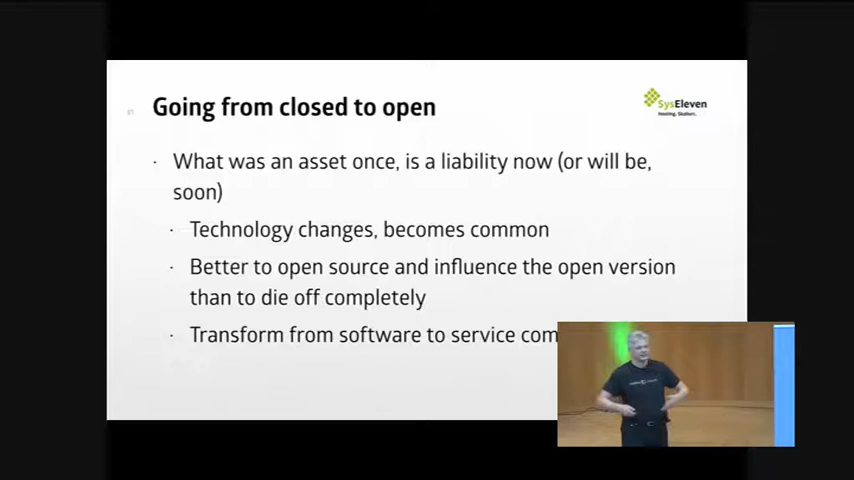 Going from closed to open
SysEleven
Hosting. Skaliert.
· What was an asset once, is a liability now (or will be,
soon)
· Technology changes, becomes common
· Better to open source and influence the open version
than to die off completely
· Transform from software to service com